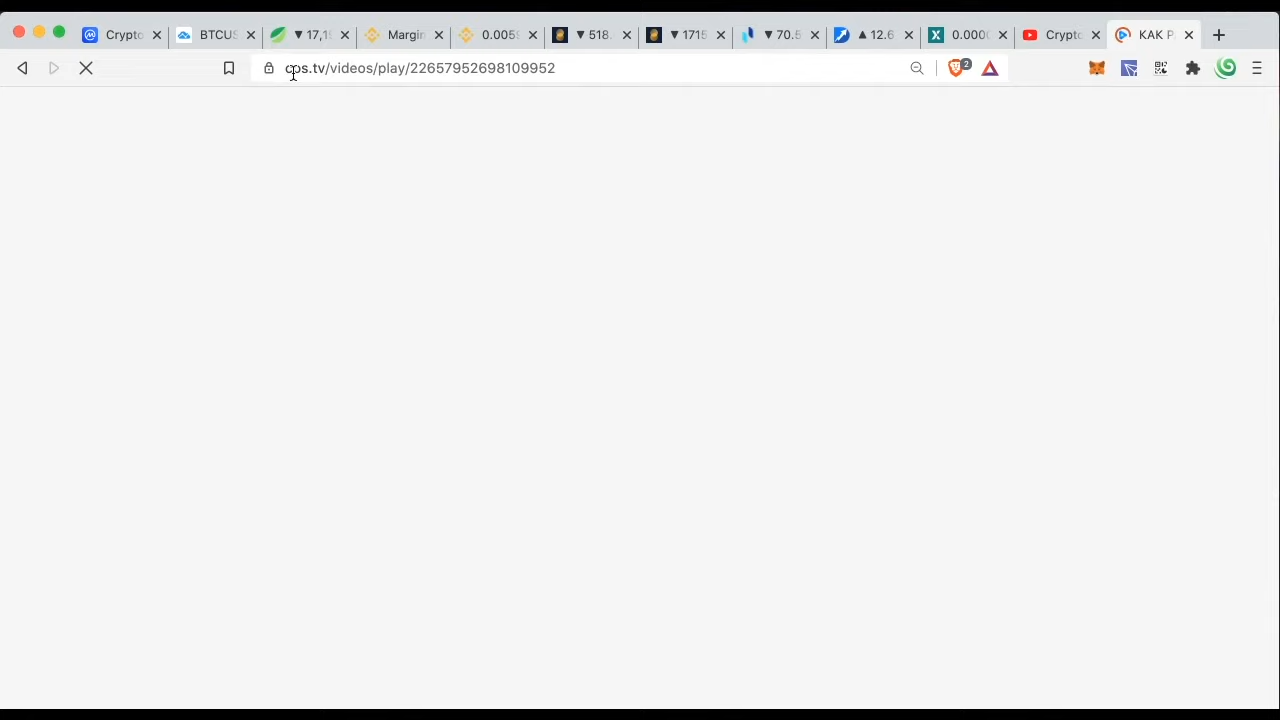 Crypto
BTCUS
▼ 17,1
Margin
0.005
▼ 518.
▼ 1715
▼ 70.5
▲ 12.6
0.000
Crypto
KAK P
cos.tv/videos/play/22657952698109952
2